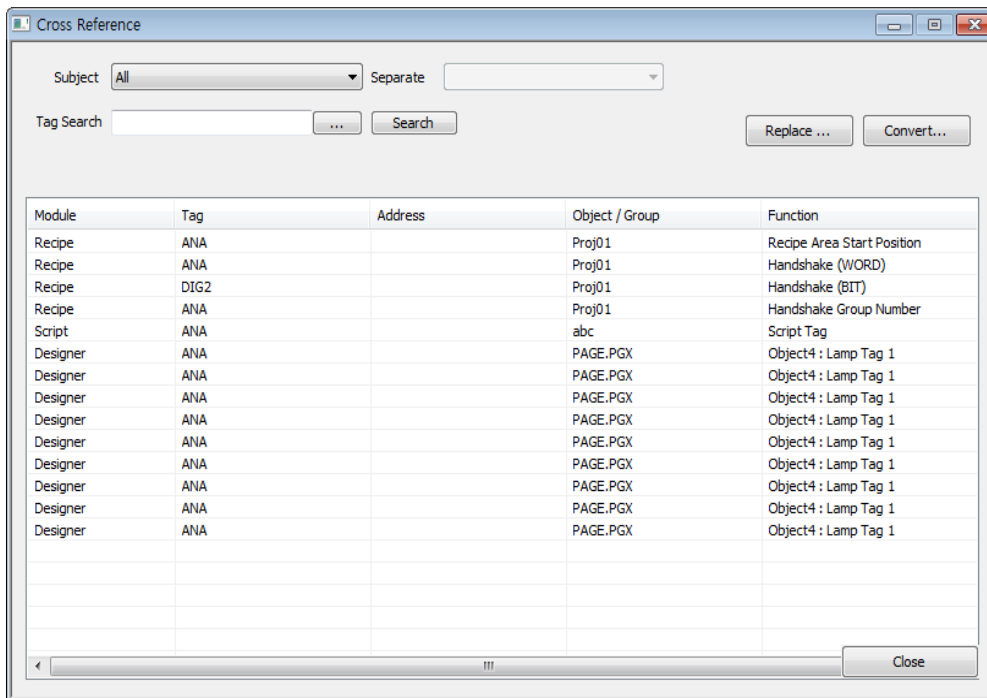 Cross Reference
Subject All Separate
Tag Search ... Search Replace ... Convert...
Module Tag Address Object / Group Function
Recipe ANA Proj01 Recipe Area Start Position
Recipe ANA Proj01 Handshake (WORD)
Recipe DIG2 Proj01 Handshake (BIT)
Recipe ANA Proj01 Handshake Group Number
Script ANA abc Script Tag
Designer ANA PAGE.PGX Object4 : Lamp Tag 1
Designer ANA PAGE.PGX Object4 : Lamp Tag 1
Designer ANA PAGE.PGX Object4 : Lamp Tag 1
Designer ANA PAGE.PGX Object4 : Lamp Tag 1
Designer ANA PAGE.PGX Object4 : Lamp Tag 1
Designer ANA PAGE.PGX Object4 : Lamp Tag 1
Designer ANA PAGE.PGX Object4 : Lamp Tag 1
Designer ANA PAGE.PGX Object4 : Lamp Tag 1
Designer ANA PAGE.PGX Object4 : Lamp Tag 1
Close